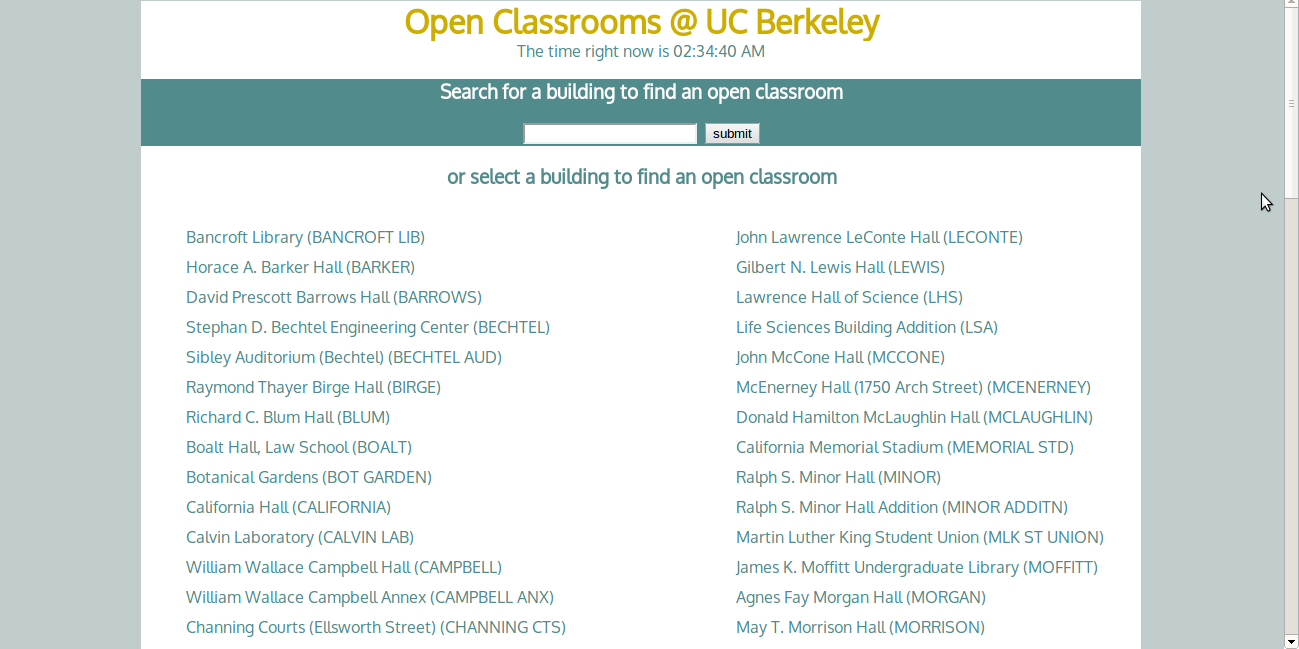 Open Classrooms @ UC Berkeley
The time right now is 02:34:40 AM
Search for a building to find an open classroom
submit
or select a building to find an open classroom
Bancroft Library (BANCROFT LIB)
Horace A. Barker Hall (BARKER)
David Prescott Barrows Hall (BARROWS)
Stephan D. Bechtel Engineering Center (BECHTEL)
Sibley Auditorium (Bechtel) (BECHTEL AUD)
Raymond Thayer Birge Hall (BIRGE)
Richard C. Blum Hall (BLUM)
Boalt Hall, Law School (BOALT)
Botanical Gardens (BOT GARDEN)
California Hall (CALIFORNIA)
Calvin Laboratory (CALVIN LAB)
William Wallace Campbell Hall (CAMPBELL)
William Wallace Campbell Annex (CAMPBELL ANX)
Channing Courts (Ellsworth Street) (CHANNING CTS)
John Lawrence LeConte Hall (LECONTE)
Gilbert N. Lewis Hall (LEWIS)
Lawrence Hall of Science (LHS)
Life Sciences Building Addition (LSA)
John McCone Hall (MCCONE)
McEnerney Hall (1750 Arch Street) (MCENERNEY)
Donald Hamilton McLaughlin Hall (MCLAUGHLIN)
California Memorial Stadium (MEMORIAL STD)
Ralph S. Minor Hall (MINOR)
Ralph S. Minor Hall Addition (MINOR ADDITN)
Martin Luther King Student Union (MLK ST UNION)
James K. Moffitt Undergraduate Library (MOFFITT)
Agnes Fay Morgan Hall (MORGAN)
May T. Morrison Hall (MORRISON)